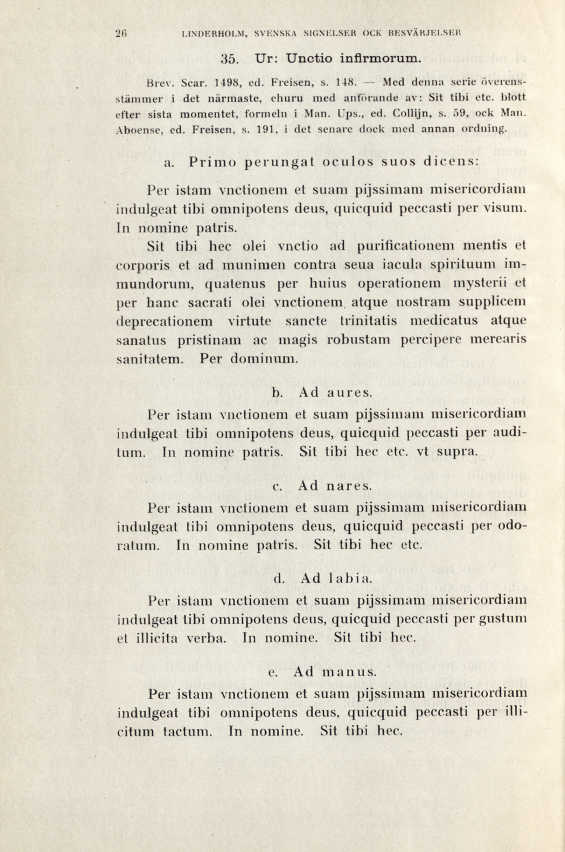 26 LINDERHOLM, SVENSKA SIGNELSER OCK BESVÄRJELSER
35. Ur: Unctio infirmorum.
Brev. Scar. 1498, ed. Freisen, s. 148. — Med denna serie överens-
stämmer i det närmaste, ehuru med anförande av: Sit tibi etc. blott
efter sista momentet, formeln i Man. Ups., ed. Collijn, s. 59, ock Man.
Aboense, ed. Freisen, s. 191, i det senare dock med annan ordning.
a. Primo perungat oculos suos dicens:
Per istam vnctionem et suam pijssimam misericordiam
indulgeat tibi omnipotens deus, quicquid peccasti per visum.
In nomine patris.
Sit tibi hec olei vnctio ad purificationem mentis et
corporis et ad munimen contra seua iacula spirituum im-
mundorum, quatenus per huius operationem mysterii et
per hanc sacrati olei vnctionem atque nostram supplicem
deprecationem virtute sancte trinitatis medicatus atque
sanatus pristinam ac magis robustam percipere merearis
sanitatem. Per dominum.
b. Ad aures.
Per istam vnctionem et suam pijssimam misericordiam
indulgeat tibi omnipotens deus, quicquid peccasti per audi-
tum. In nomine patris. Sit tibi hec etc. vt supra.
c. Ad nares.
Per istam vnctionem et suam pijssimam misericordiam
indulgeat tibi omnipotens deus, quicquid peccasti per odo-
ratum. In nomine patris. Sit tibi hec etc.
d. Ad labia.
Per istam vnctionem et suam pijssimam misericordiam
indulgeat tibi omnipotens deus, quicquid peccasti per gustum
et illicita verba. In nomine. Sit tibi hec.
e. Ad manus.
Per istam vnctionem et suam pijssimam misericordiam
indulgeat tibi omnipotens deus, quicquid peccasti per illi-
citum tactum. In nomine. Sit tibi hec.